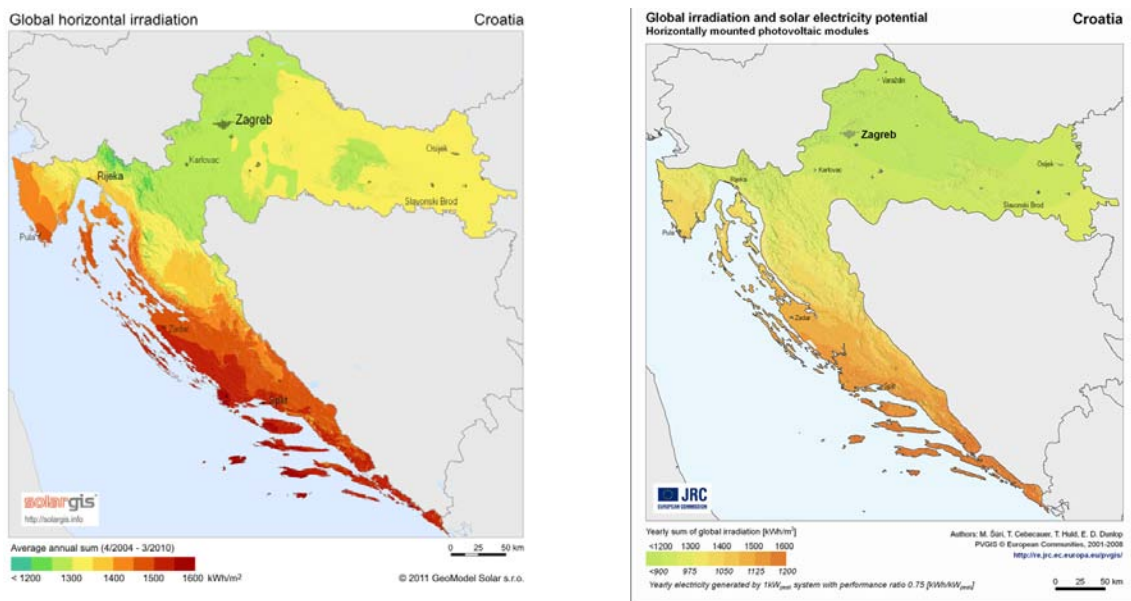 Global horizontal irradiation Croatia
Zagreb
Karlovac
Osijek
Rijeka
Slavonski Brod
Pula
Zadar
Split
solargis
http://solargis.info
Average annual sum (4/2004 - 3/2010)
< 1200 1300 1400 1500 1600 kWh/m²
0 25 50 km
© 2011 GeoModel Solar s.r.o.
Global irradiation and solar electricity potential Croatia
Horizontally mounted photovoltaic modules
Varaždin
Zagreb
Osijek
Karlovac
Rijeka
Slavonski Brod
Pula
Zadar
Split
JRC
EUROPEAN COMMISSION
Yearly sum of global irradiation [kWh/m²]
<1200 1300 1400 1500 1600
<900 975 1050 1125 1200
Yearly electricity generated by 1kWpeak system with performance ratio 0.75 [kWh/kWpeak]
Authors: M. Šúri, T. Cebecauer, T. Huld, E. D. Dunlop
PVGIS © European Communities, 2001-2008
http://re.jrc.ec.europa.eu/pvgis/
0 25 50 km